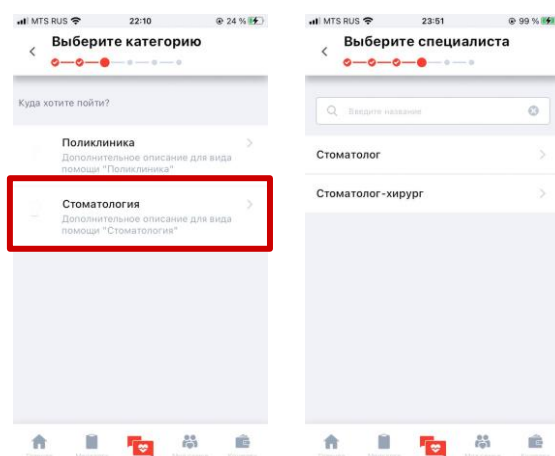 MTS RUS 22:10 24 %
Выберите категорию
Куда хотите пойти?
Поликлиника
Дополнительное описание для вида
помощи "Поликлиника"
Стоматология
Дополнительное описание для вида
помощи "Стоматология"
MTS RUS 23:51 99 %
Выберите специалиста
Введите название
Стоматолог
Стоматолог-хирург